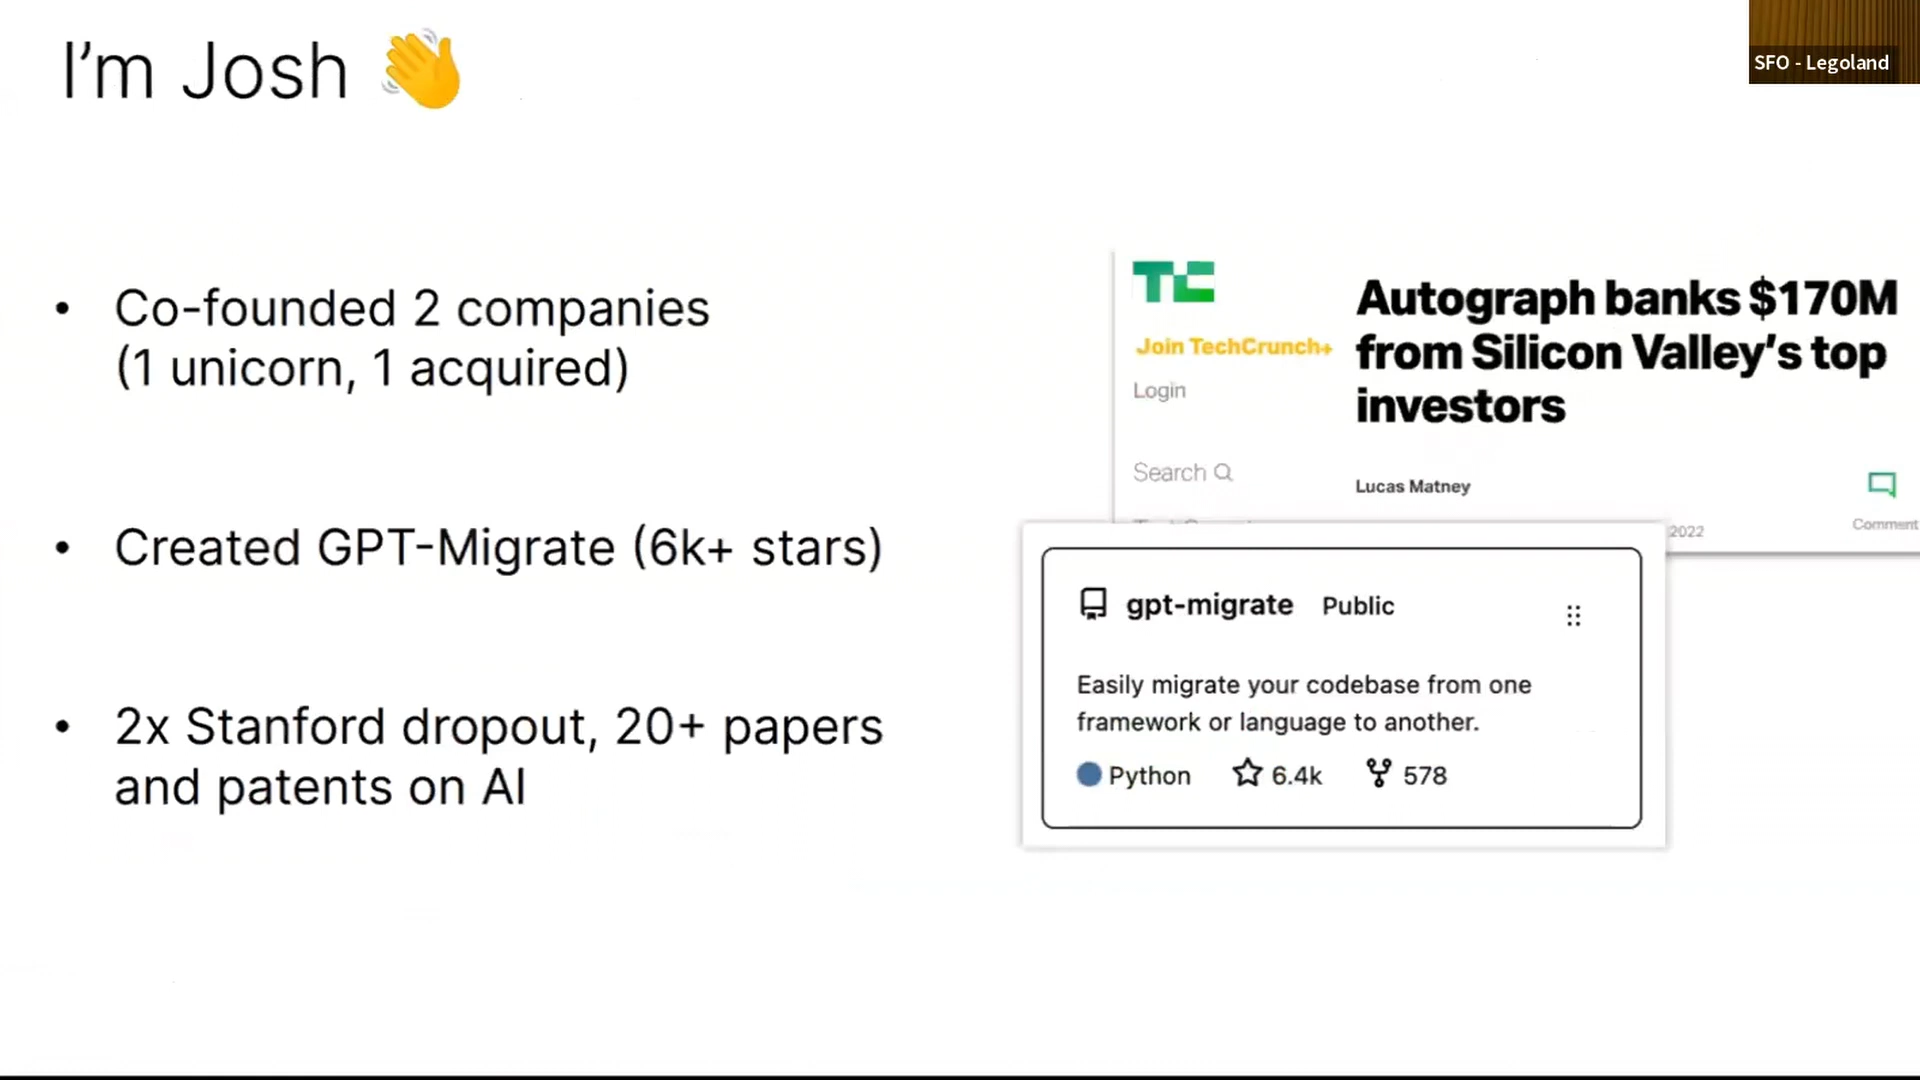 I'm Josh 👋
SFO - Legoland
• Co-founded 2 companies
(1 unicorn, 1 acquired)
• Created GPT-Migrate (6k+ stars)
• 2x Stanford dropout, 20+ papers
and patents on AI
TC
Join TechCrunch+
Login
Search
Autograph banks $170M
from Silicon Valley's top
investors
Lucas Matney
2022
Comment
gpt-migrate Public
Easily migrate your codebase from one
framework or language to another.
Python 6.4k 578